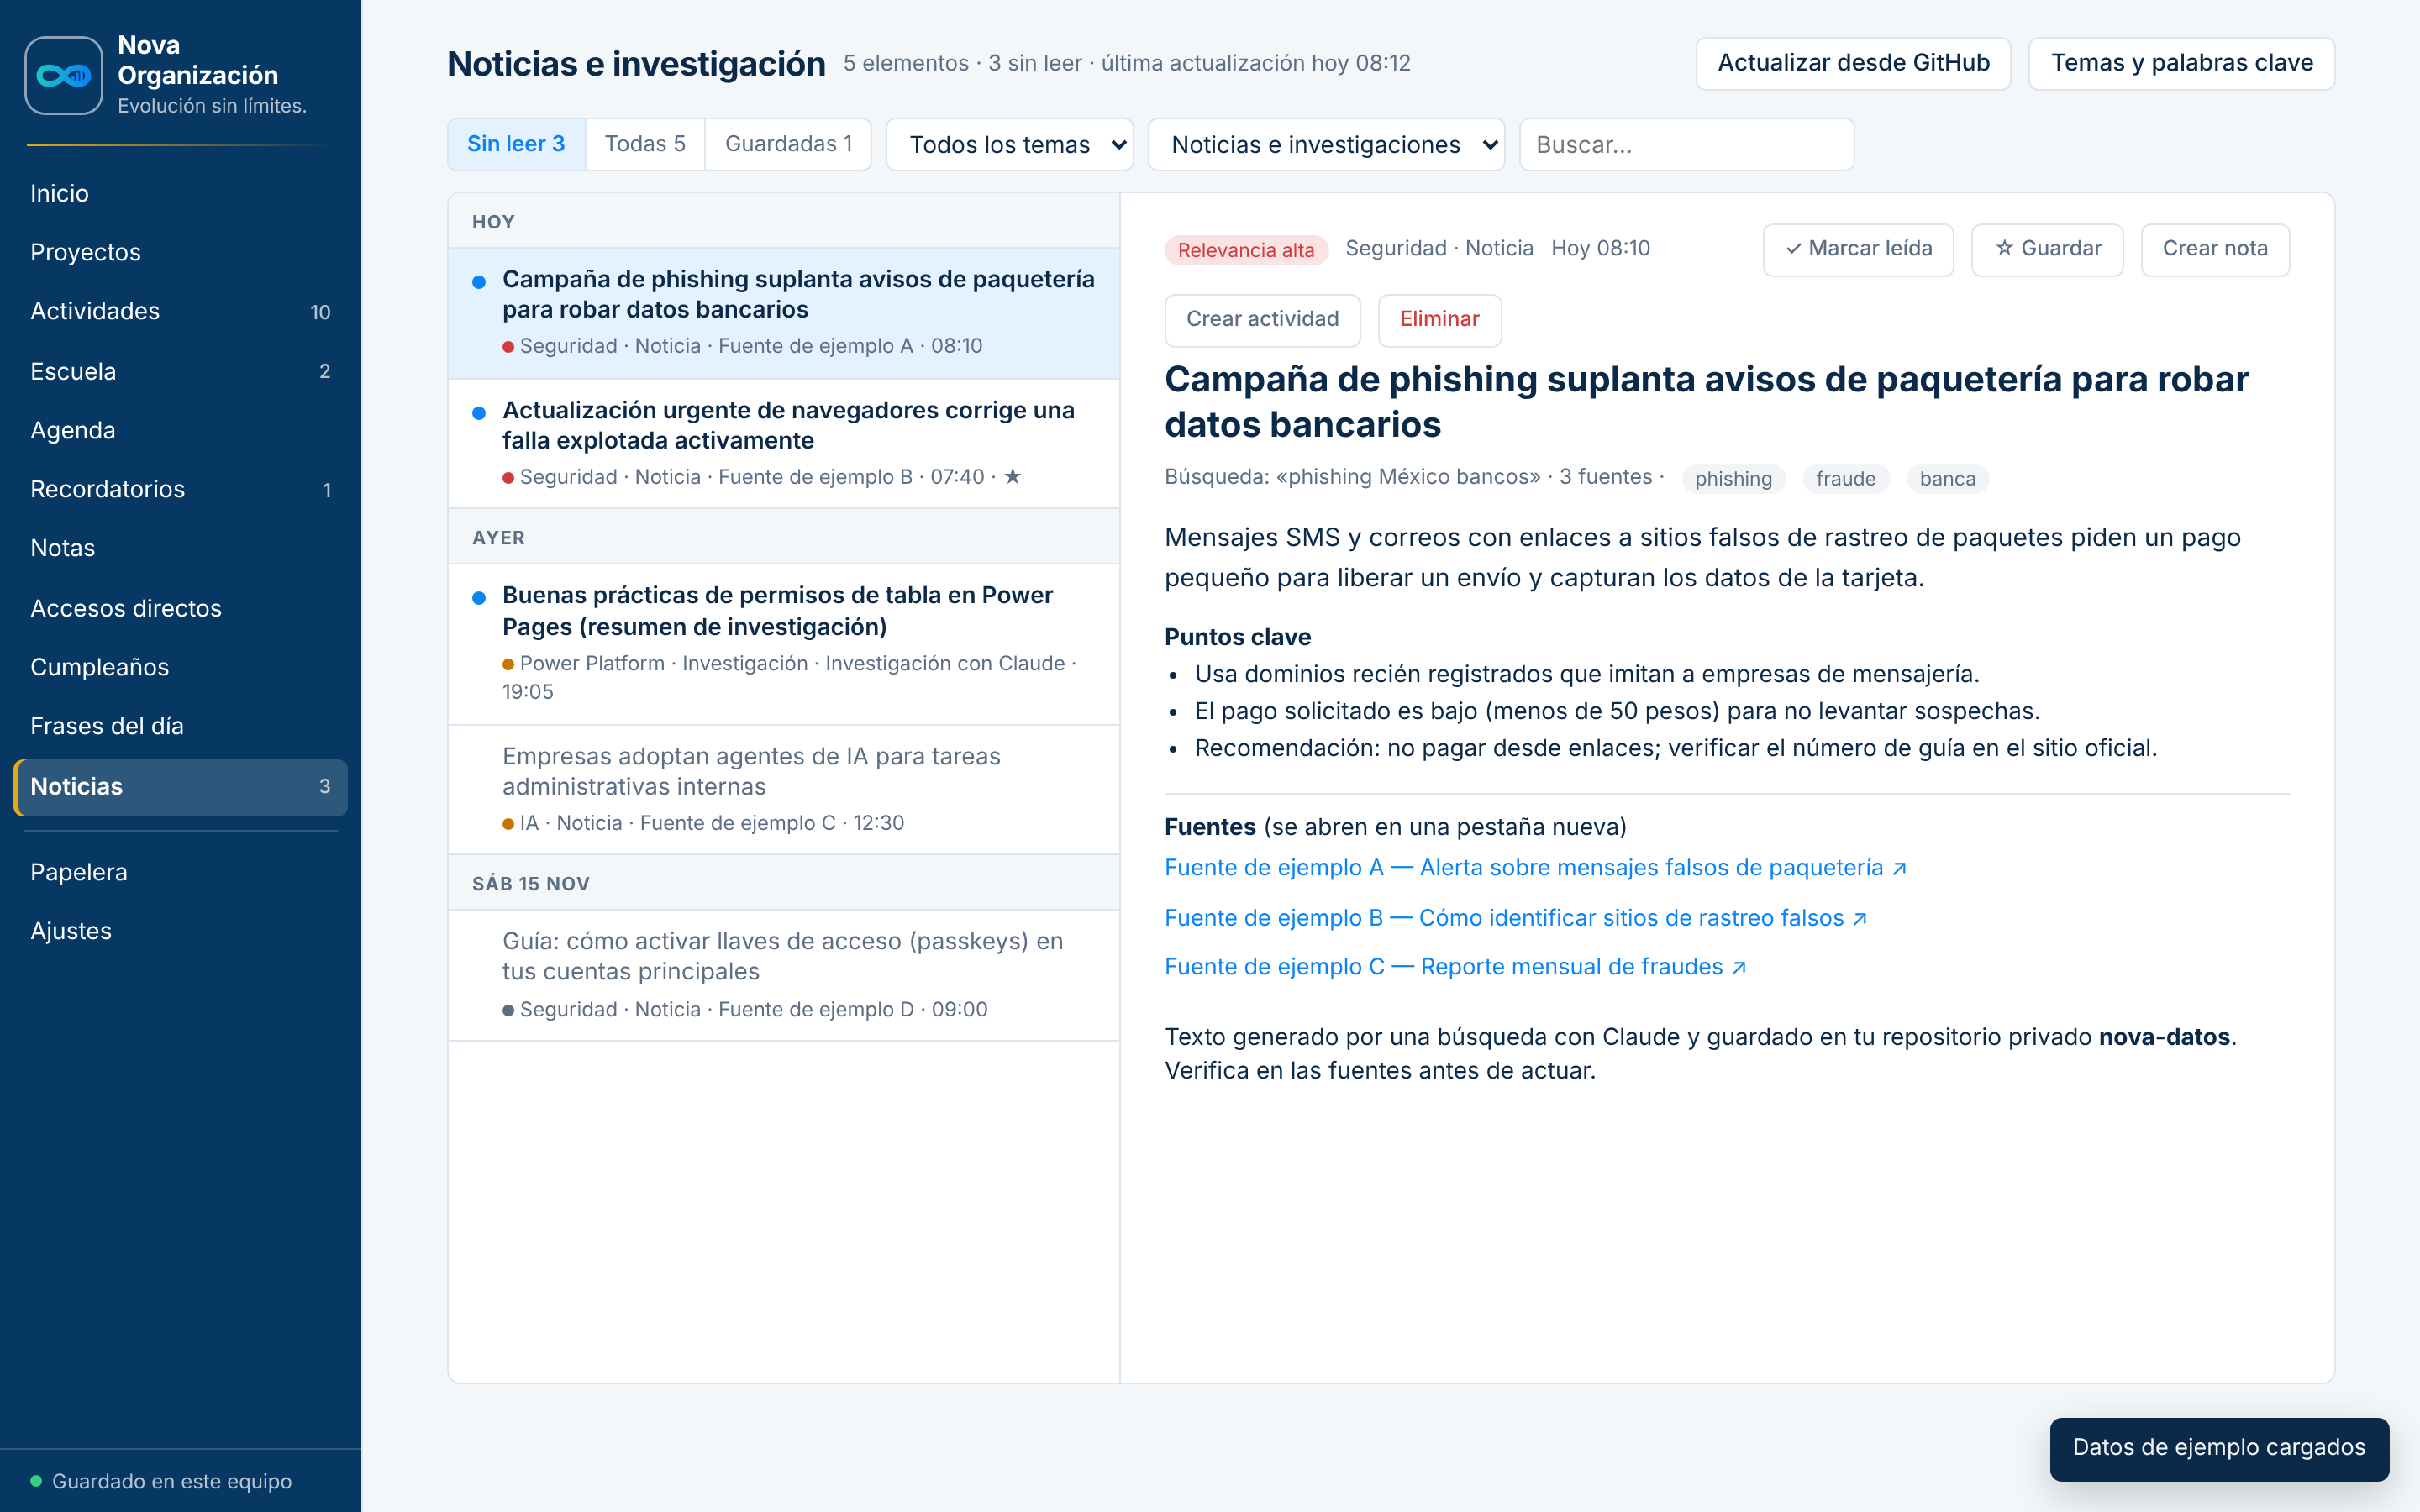 Nova
Organización
Evolución sin límites.
Inicio
Proyectos
Actividades 10
Escuela 2
Agenda
Recordatorios 1
Notas
Accesos directos
Cumpleaños
Frases del día
Noticias 3
Papelera
Ajustes
Guardado en este equipo
Noticias e investigación 5 elementos · 3 sin leer · última actualización hoy 08:12
Actualizar desde GitHub
Temas y palabras clave
Sin leer 3
Todas 5
Guardadas 1
Todos los temas
Noticias e investigaciones
Buscar...
HOY
Campaña de phishing suplanta avisos de paquetería
para robar datos bancarios
Seguridad · Noticia · Fuente de ejemplo A · 08:10
Actualización urgente de navegadores corrige una
falla explotada activamente
Seguridad · Noticia · Fuente de ejemplo B · 07:40 · ★
AYER
Buenas prácticas de permisos de tabla en Power
Pages (resumen de investigación)
Power Platform · Investigación · Investigación con Claude ·
19:05
Empresas adoptan agentes de IA para tareas
administrativas internas
IA · Noticia · Fuente de ejemplo C · 12:30
SÁB 15 NOV
Guía: cómo activar llaves de acceso (passkeys) en
tus cuentas principales
Seguridad · Noticia · Fuente de ejemplo D · 09:00
Relevancia alta Seguridad · Noticia Hoy 08:10
✓ Marcar leída
☆ Guardar
Crear nota
Crear actividad
Eliminar
Campaña de phishing suplanta avisos de paquetería para robar
datos bancarios
Búsqueda: «phishing México bancos» · 3 fuentes · phishing fraude banca
Mensajes SMS y correos con enlaces a sitios falsos de rastreo de paquetes piden un pago
pequeño para liberar un envío y capturan los datos de la tarjeta.
Puntos clave
• Usa dominios recién registrados que imitan a empresas de mensajería.
• El pago solicitado es bajo (menos de 50 pesos) para no levantar sospechas.
• Recomendación: no pagar desde enlaces; verificar el número de guía en el sitio oficial.
Fuentes (se abren en una pestaña nueva)
Fuente de ejemplo A — Alerta sobre mensajes falsos de paquetería ↗
Fuente de ejemplo B — Cómo identificar sitios de rastreo falsos ↗
Fuente de ejemplo C — Reporte mensual de fraudes ↗
Texto generado por una búsqueda con Claude y guardado en tu repositorio privado nova-datos.
Verifica en las fuentes antes de actuar.
Datos de ejemplo cargados